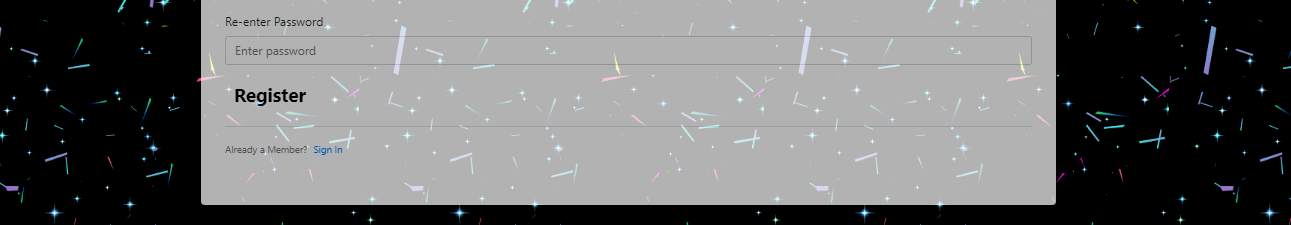 Re-enter Password
Enter password
Register
Already a Member? Sign In